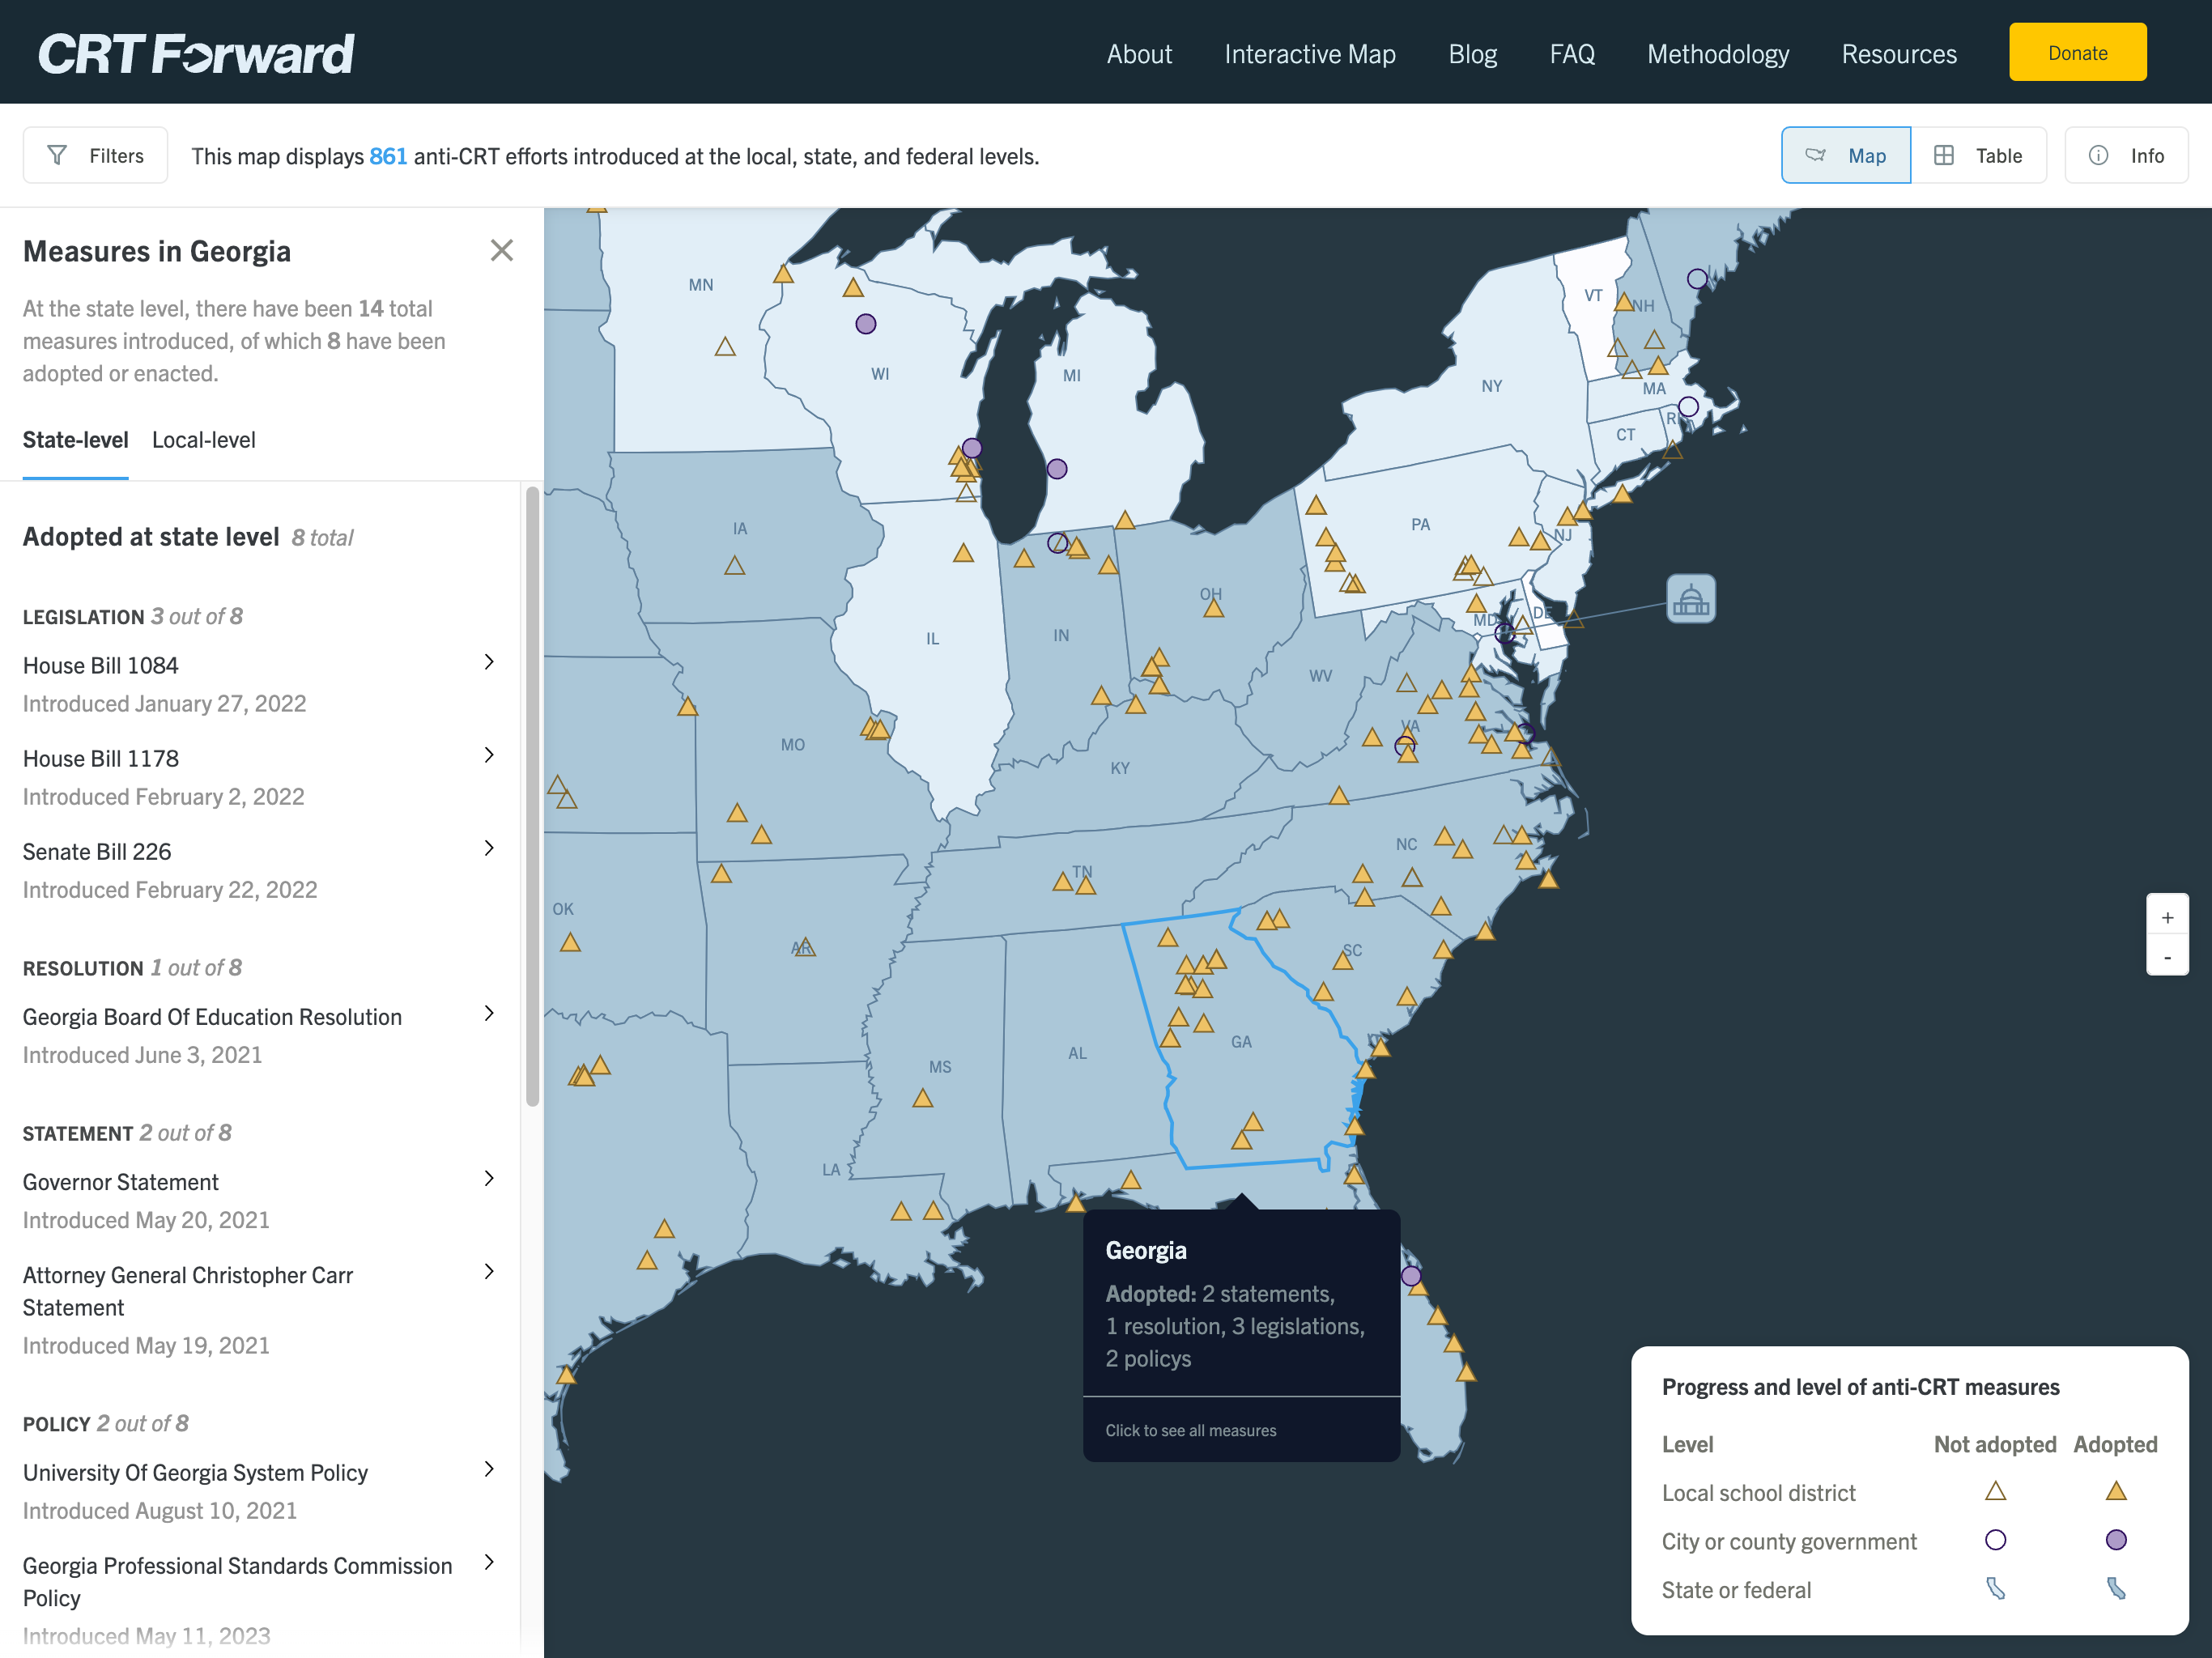 CRT Forward
About
Interactive Map
Blog
FAQ
Methodology
Resources
Donate
Filters
This map displays 861 anti-CRT efforts introduced at the local, state, and federal levels.
Map
Table
Info
Measures in Georgia
At the state level, there have been 14 total
measures introduced, of which 8 have been
adopted or enacted.
State-level
Local-level
Adopted at state level 8 total
LEGISLATION 3 out of 8
House Bill 1084
Introduced January 27, 2022
House Bill 1178
Introduced February 2, 2022
Senate Bill 226
Introduced February 22, 2022
RESOLUTION 1 out of 8
Georgia Board Of Education Resolution
Introduced June 3, 2021
STATEMENT 2 out of 8
Governor Statement
Introduced May 20, 2021
Attorney General Christopher Carr
Statement
Introduced May 19, 2021
POLICY 2 out of 8
University Of Georgia System Policy
Introduced August 10, 2021
Georgia Professional Standards Commission
Policy
Introduced May 11, 2023
MN
VT
NH
WI
MI
NY
MA
RI
CT
IA
PA
NJ
OH
DE
MD
IN
IL
WV
VA
MO
KY
NC
TN
OK
AR
SC
GA
AL
MS
LA
+
-
Georgia
Adopted: 2 statements,
1 resolution, 3 legislations,
2 policys
Click to see all measures
Progress and level of anti-CRT measures
Level
Not adopted
Adopted
Local school district
City or county government
State or federal